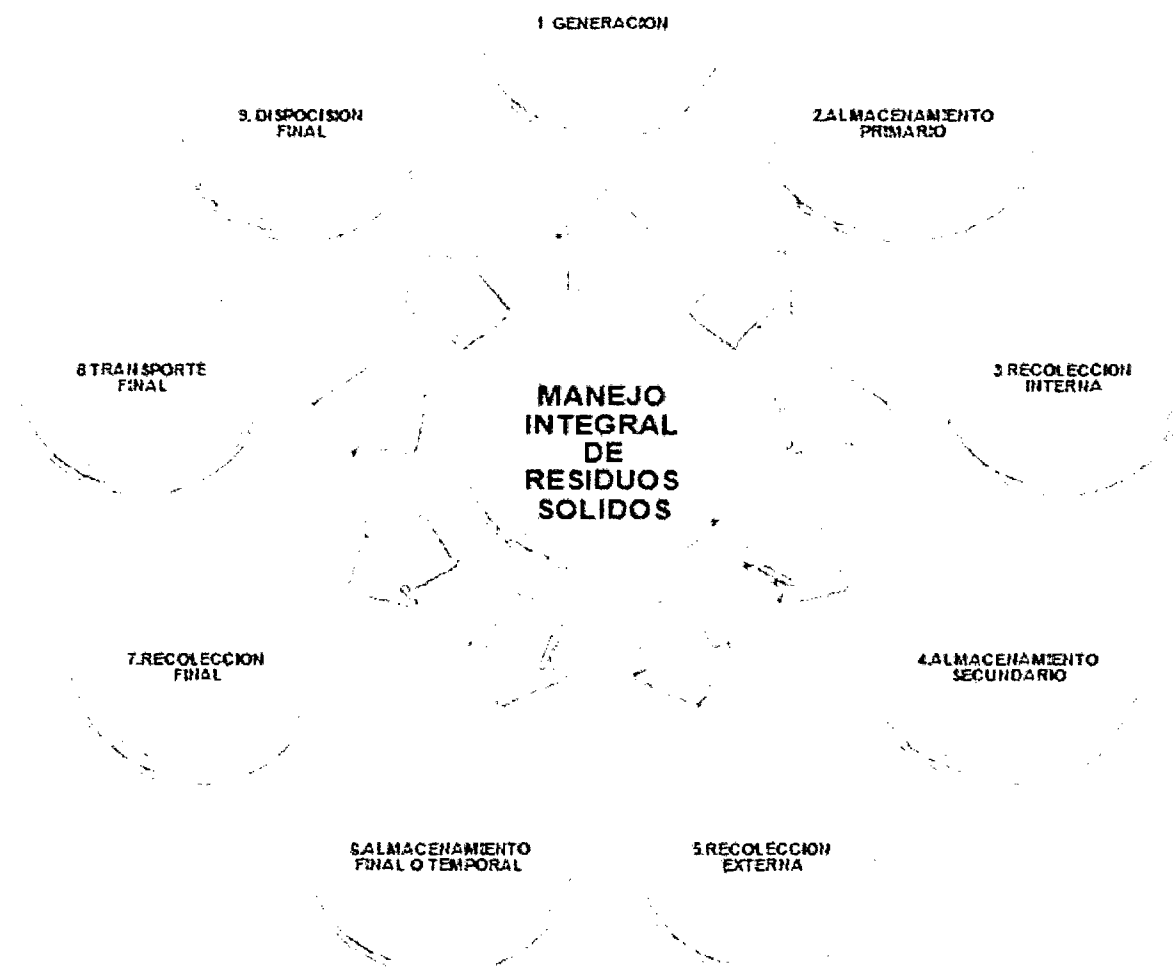 1 GENERACION
2.ALMACENAMIENTO
PRIMARIO
3 RECOLECCION
INTERNA
4.ALMACENAMIENTO
SECUNDARIO
5.RECOLECCION
EXTERNA
6.ALMACENAMIENTO
FINAL O TEMPORAL
7.RECOLECCION
FINAL
8 TRANSPORTE
FINAL
9. DISPOCISION
FINAL
MANEJO
INTEGRAL
DE
RESIDUOS
SOLIDOS